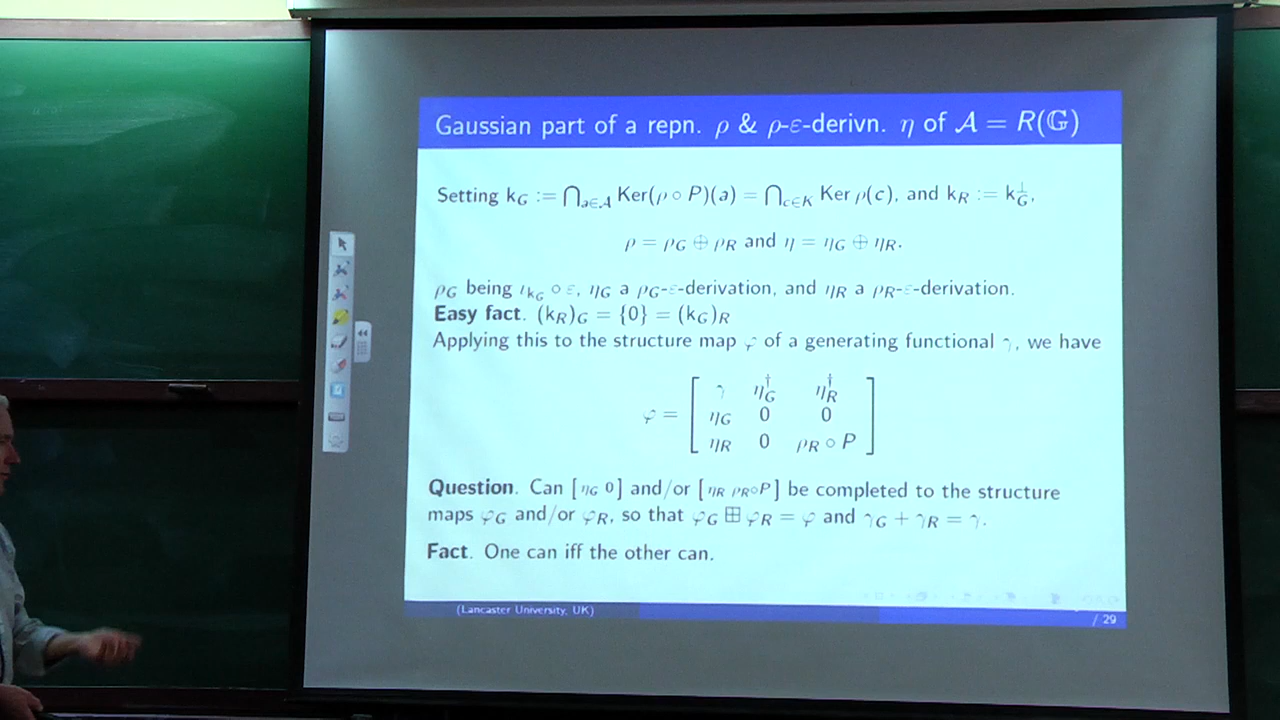 Gaussian part of a repn. ρ & ρ-ε-derivn. η of 𝒜 = R(𝔾)
Setting k_G := ⋂_{a∈𝒜} Ker(ρ ∘ P)(a) = ⋂_{c∈K} Ker ρ(c), and k_R := k_G^⊥,
ρ = ρ_G ⊕ ρ_R and η = η_G ⊕ η_R.
ρ_G being ι_{k_G} ∘ ε, η_G a ρ_G-ε-derivation, and η_R a ρ_R-ε-derivation.
Easy fact. (k_R)_G = {0} = (k_G)_R
Applying this to the structure map φ of a generating functional γ, we have
φ = [ γ η_G^† η_R^†
η_G 0 0
η_R 0 ρ_R ∘ P ]
Question. Can [η_G 0] and/or [η_R ρ_R∘P] be completed to the structure
maps φ_G and/or φ_R, so that φ_G ⊞ φ_R = φ and γ_G + γ_R = γ.
Fact. One can iff the other can.
(Lancaster University, UK)
/ 29